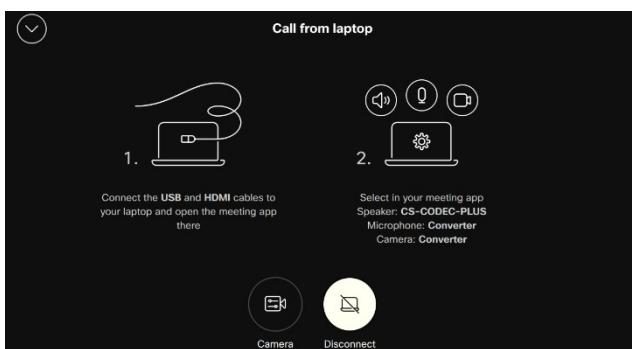 Call from laptop
1.
Connect the USB and HDMI cables to
your laptop and open the meeting app
there
2.
Select in your meeting app
Speaker: CS-CODEC-PLUS
Microphone: Converter
Camera: Converter
Camera
Disconnect